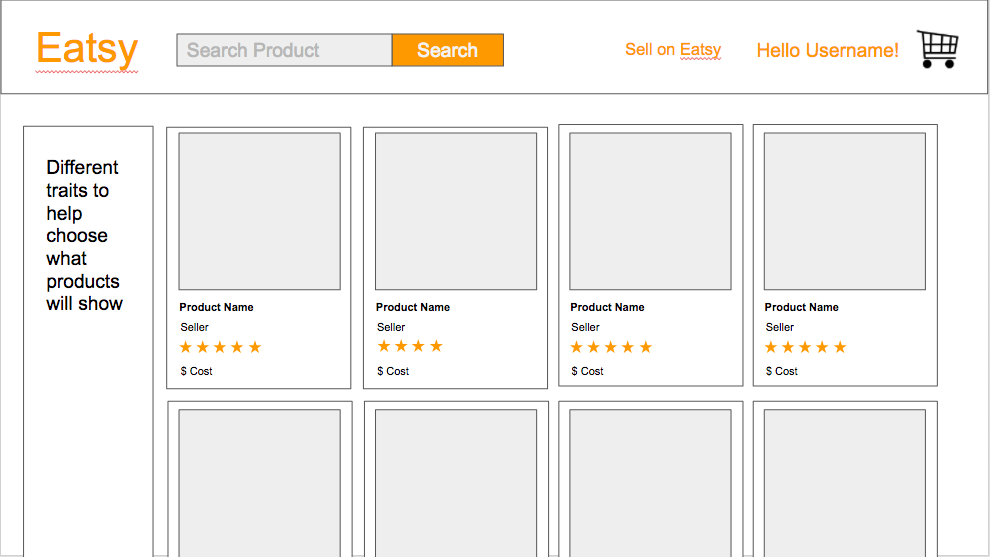 Eatsy
Search Product
Search
Sell on Eatsy
Hello Username!
Different
traits to
help
choose
what
products
will show
Product Name
Seller
★★★★★
$ Cost
Product Name
Seller
★★★★
$ Cost
Product Name
Seller
★★★★★
$ Cost
Product Name
Seller
★★★★★
$ Cost